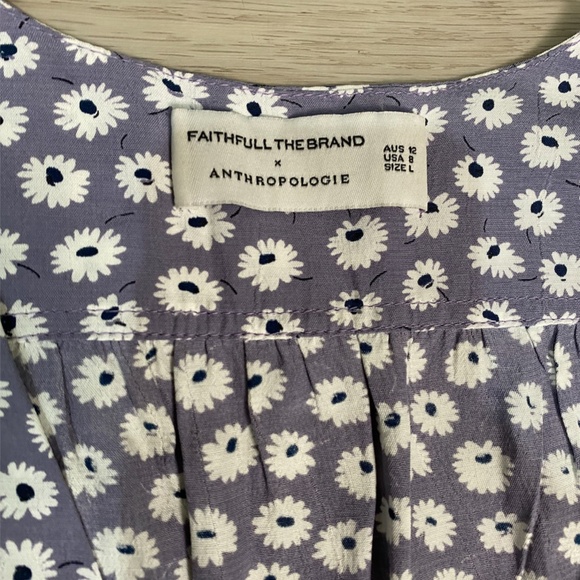 FAITHFULL THE BRAND
×
ANTHROPOLOGIE
AUS 12
USA 8
SIZE L